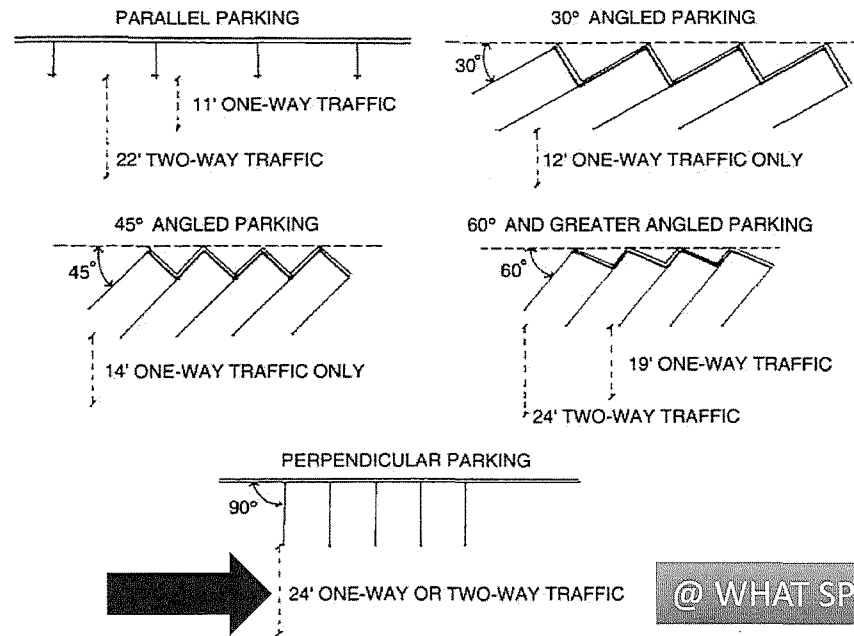 PARALLEL PARKING
11' ONE-WAY TRAFFIC
22' TWO-WAY TRAFFIC
30° ANGLED PARKING
30°
12' ONE-WAY TRAFFIC ONLY
45° ANGLED PARKING
45°
14' ONE-WAY TRAFFIC ONLY
60° AND GREATER ANGLED PARKING
60°
19' ONE-WAY TRAFFIC
24' TWO-WAY TRAFFIC
PERPENDICULAR PARKING
90°
24' ONE-WAY OR TWO-WAY TRAFFIC
@ WHAT SP